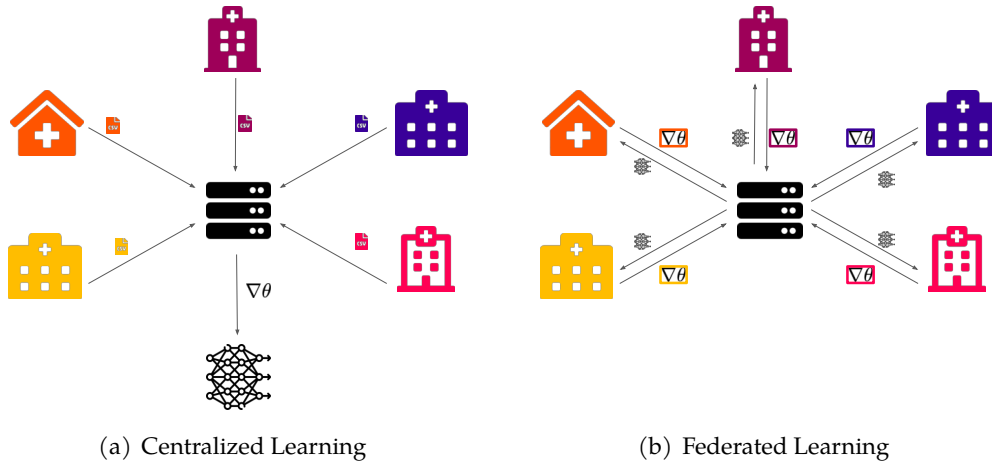 CSV
CSV
CSV
CSV
∇θ
(a) Centralized Learning
∇θ
∇θ
∇θ
∇θ
∇θ
(b) Federated Learning